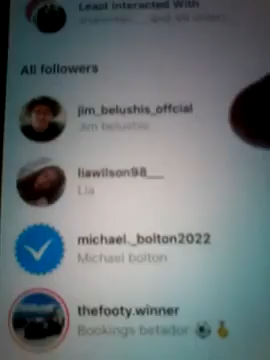 Least Interacted With
All followers
jim_belushis_offcial
Jim belushis
liawilson98__
Lia
michael._bolton2022
Michael bolton
thefooty.winner
Bookings betador ⚽🏅